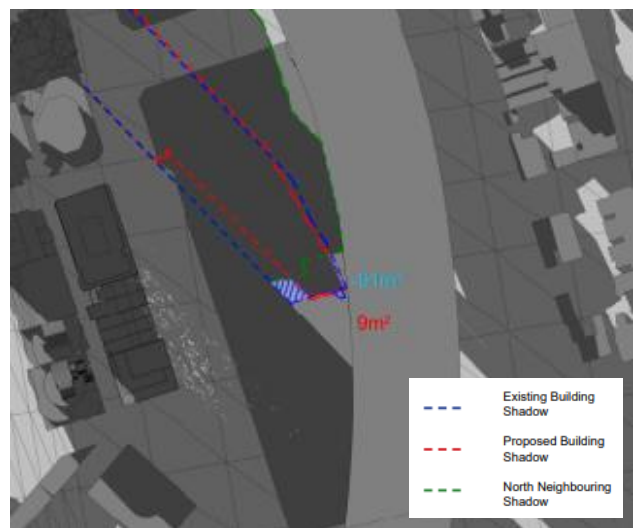 9m²
Existing Building
Shadow
Proposed Building
Shadow
North Neighbouring
Shadow